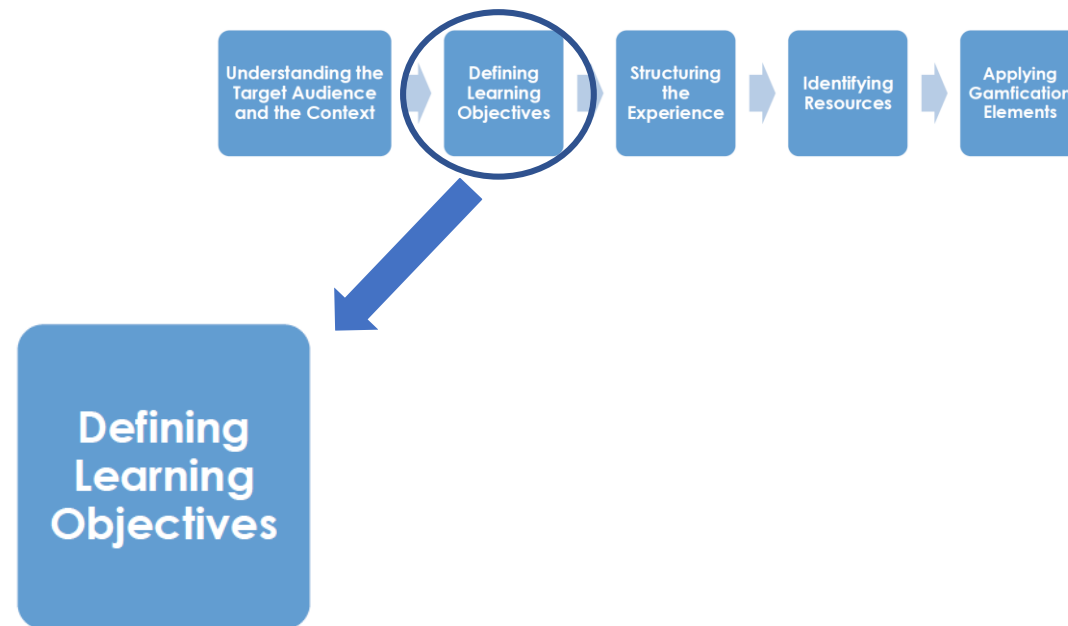 Understanding the
Target Audience
and the Context
Defining
Learning
Objectives
Structuring
the
Experience
Identifying
Resources
Applying
Gamfication
Elements
Defining
Learning
Objectives